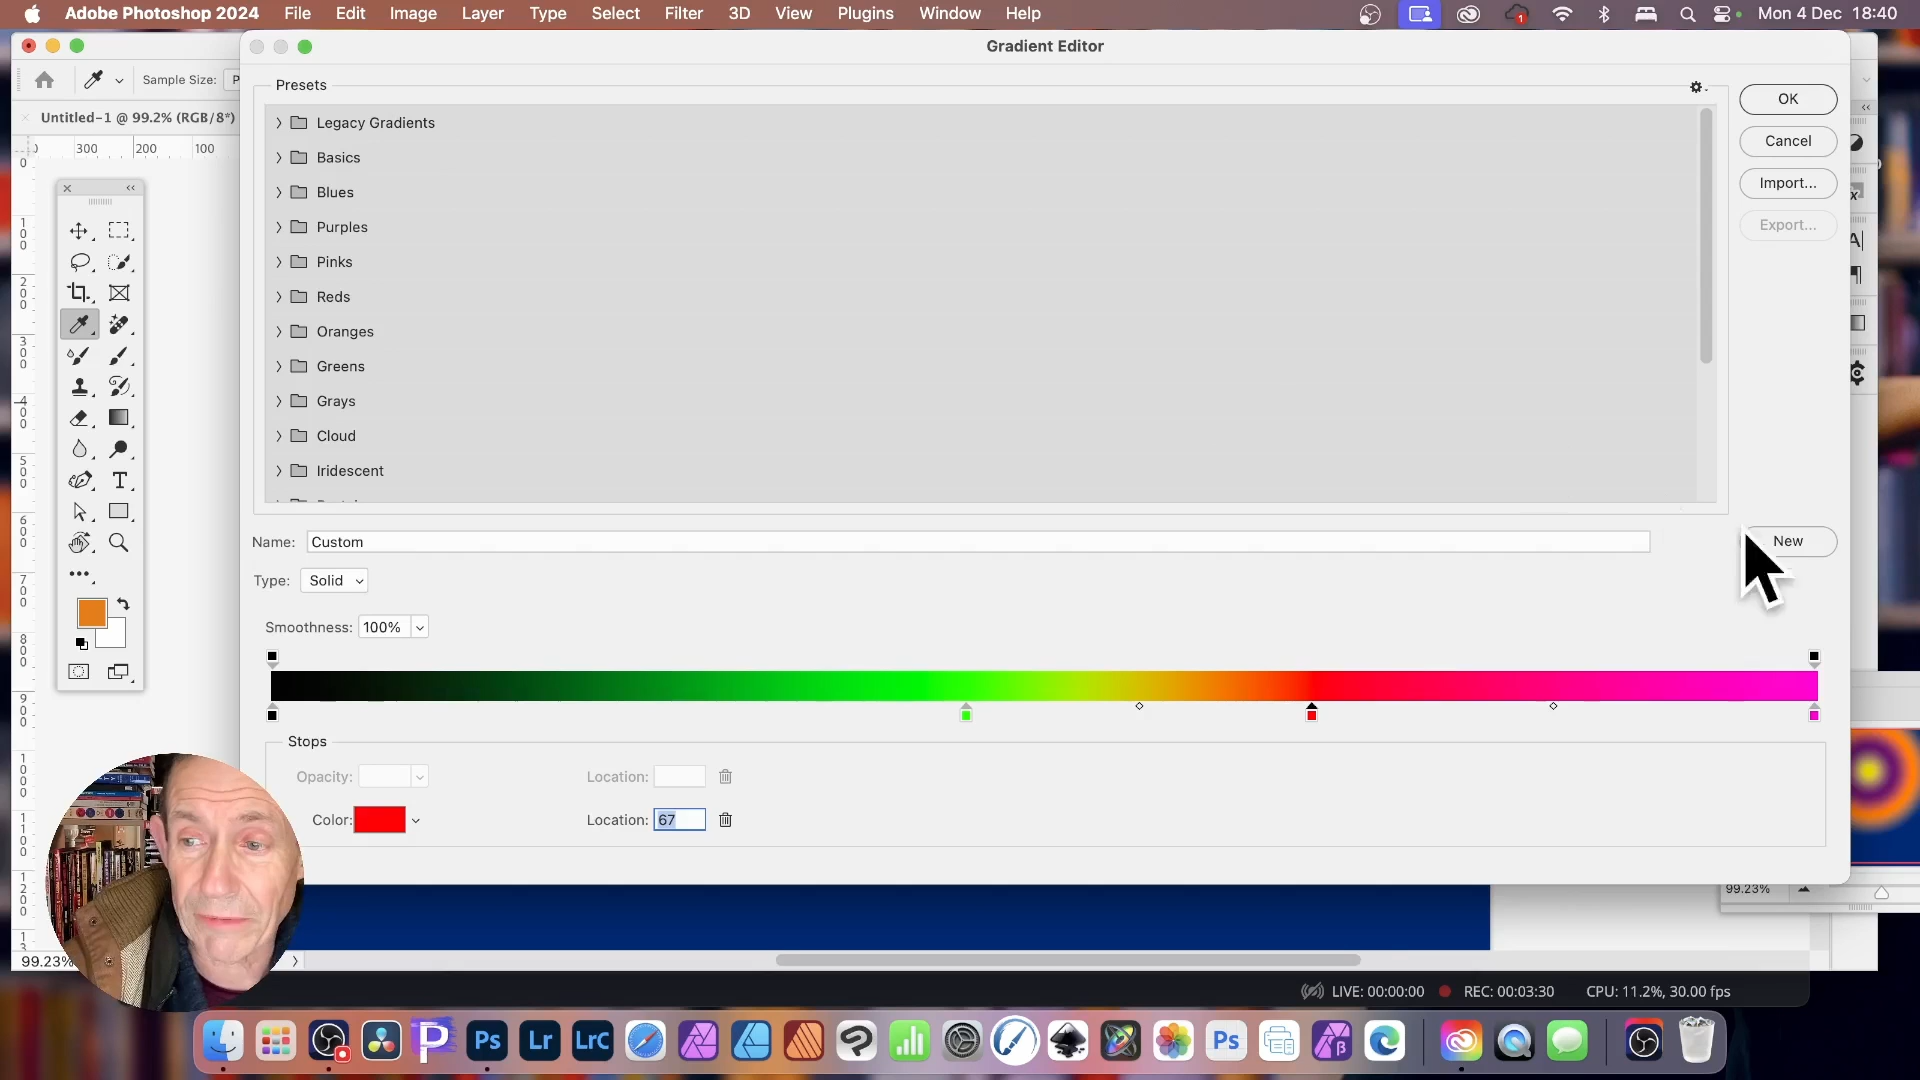 Adobe Photoshop 2024 File Edit Image Layer Type Select Filter 3D View Plugins Window Help 1 Mon 4 Dec 18:40
Gradient Editor
Sample Size: P
Untitled-1 @ 99.2% (RGB/8*)
300 200 100
Presets
Legacy Gradients
Basics
Blues
Purples
Pinks
Reds
Oranges
Greens
Grays
Cloud
Iridescent
OK
Cancel
Import...
Export...
Name: Custom
New
Type: Solid
Smoothness: 100%
Stops
Opacity: Location:
Color: Location: 67
99.23%
99.23%
LIVE: 00:00:00 REC: 00:03:30 CPU: 11.2%, 30.00 fps
Ps Lr LrC Ps